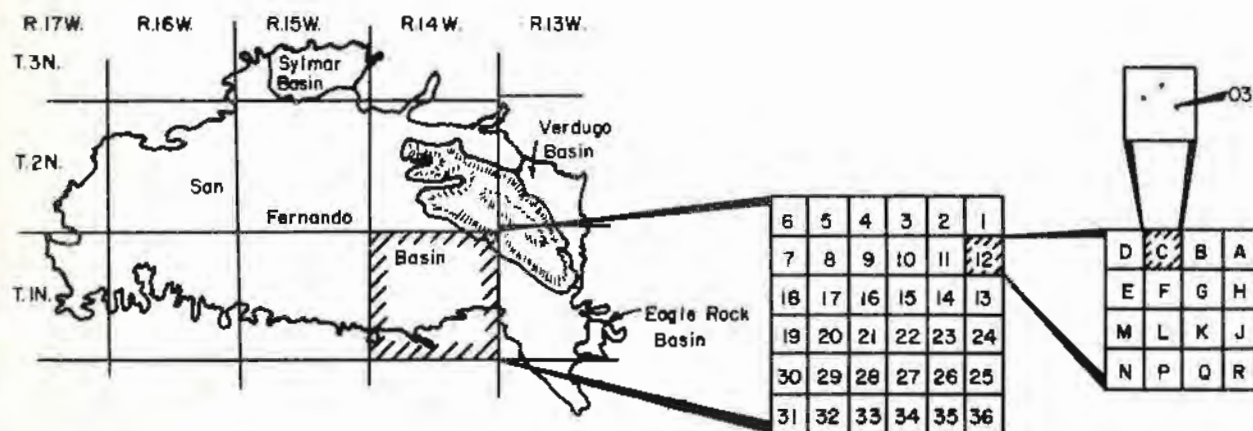 R.17W. R.16W. R.15W. R.14W. R.13W.
T.3N.
Sylmar
Basin
T.2N.
Verdugo
Basin
San
Fernando
Basin
T.1N.
Eagle Rock
Basin
6 5 4 3 2 1
7 8 9 10 11 12
18 17 16 15 14 13
19 20 21 22 23 24
30 29 28 27 26 25
31 32 33 34 35 36
03
D C B A
E F G H
M L K J
N P Q R